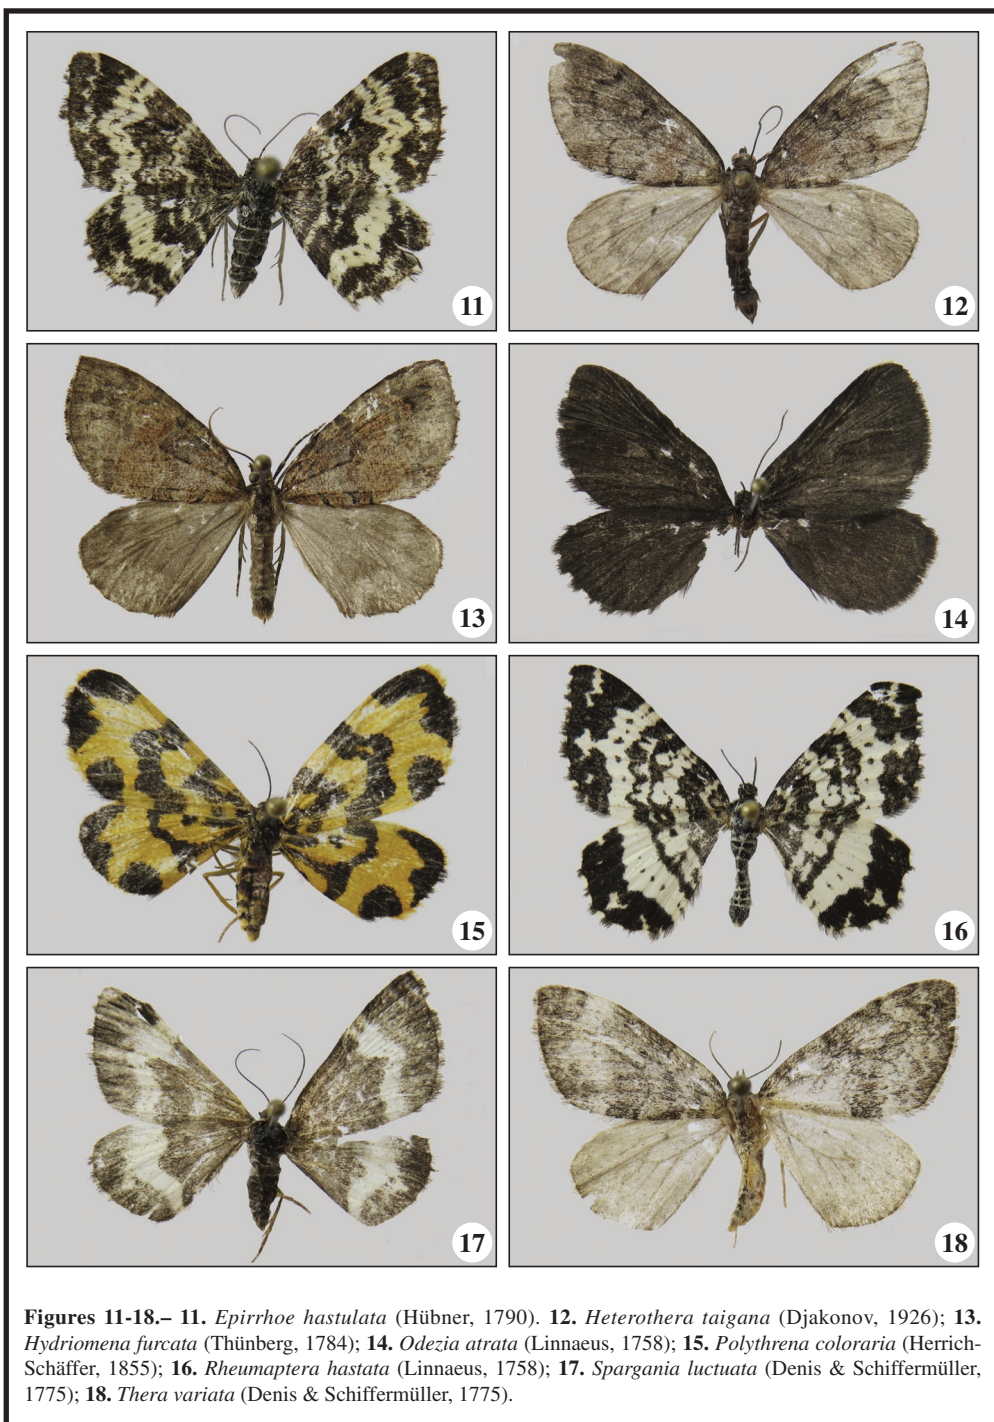 11
12
13
14
15
16
17
18
Figures 11-18.– 11. Epirrhoe hastulata (Hübner, 1790). 12. Heterothera taigana (Djakonov, 1926); 13.
Hydriomena furcata (Thünberg, 1784); 14. Odezia atrata (Linnaeus, 1758); 15. Polythrena coloraria (Herrich-
Schäffer, 1855); 16. Rheumaptera hastata (Linnaeus, 1758); 17. Spargania luctuata (Denis & Schiffermüller,
1775); 18. Thera variata (Denis & Schiffermüller, 1775).